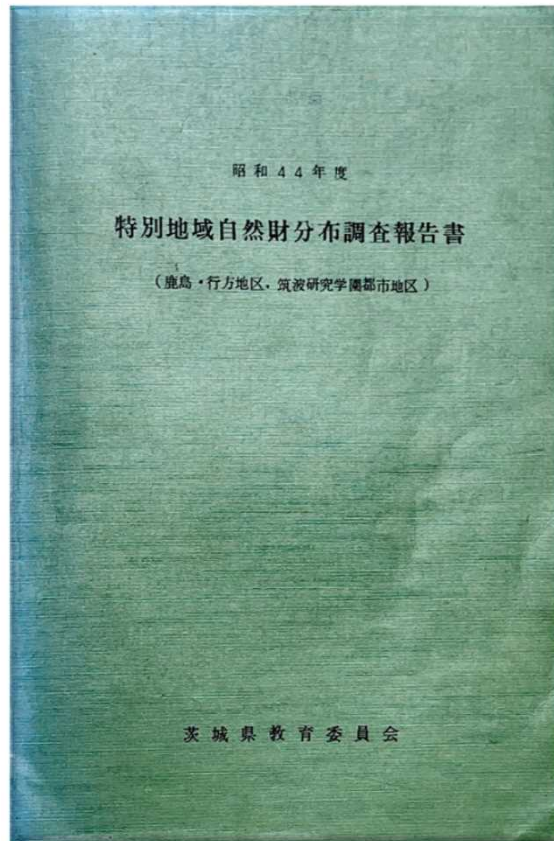 昭和44年度
特別地域自然財分布調査報告書
(鹿島・行方地区、筑波研究学園都市地区)
茨城県教育委員会